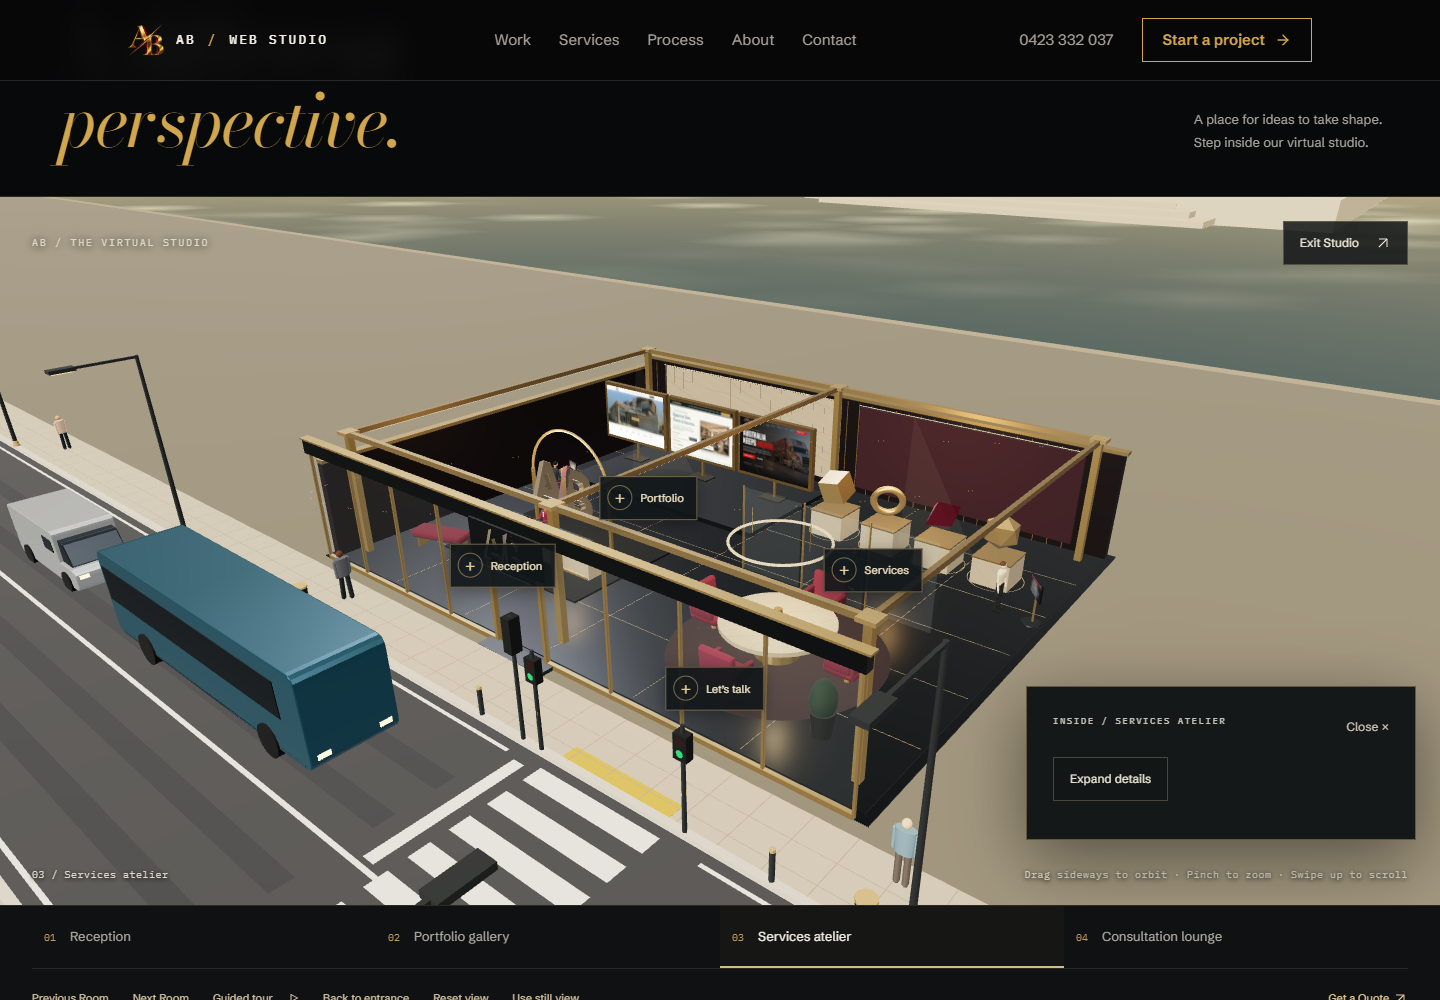 AB / WEB STUDIO
Work
Services
Process
About
Contact
0423 332 037
Start a project
perspective.
A place for ideas to take shape.
Step inside our virtual studio.
AB / THE VIRTUAL STUDIO
Exit Studio
AUSTRALIA
Portfolio
Reception
Services
Let's talk
INSIDE / SERVICES ATELIER
Close ×
Expand details
03 / Services atelier
Drag sideways to orbit · Pinch to zoom · Swipe up to scroll
01 Reception
02 Portfolio gallery
03 Services atelier
04 Consultation lounge
Previous Room
Next Room
Guided tour
Back to entrance
Reset view
Use still view
Get a Quote